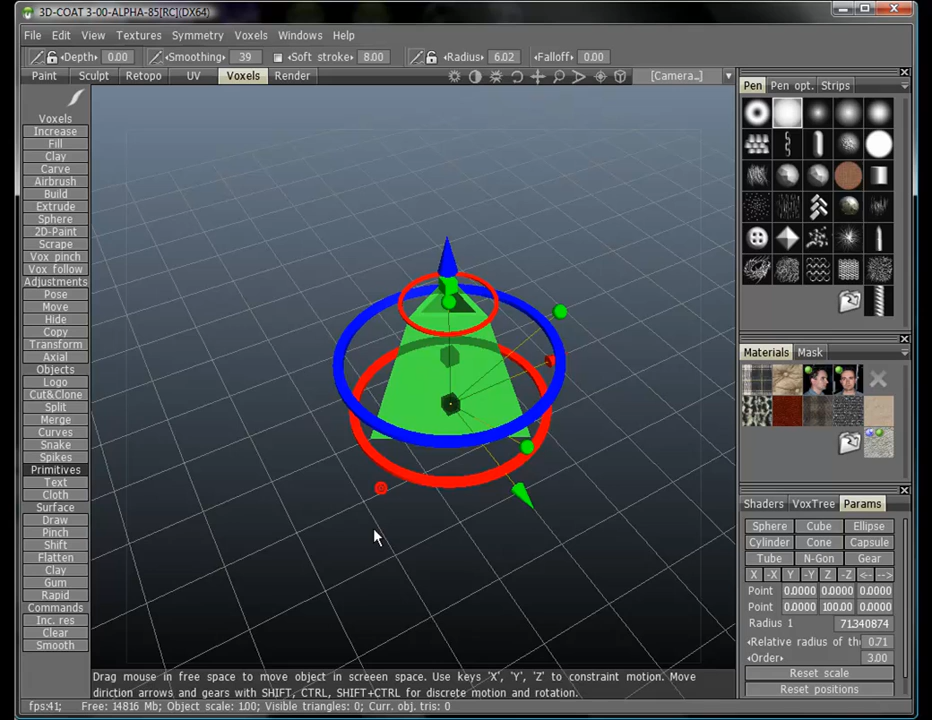 3D-COAT 3-00-ALPHA-85[RC](DX64)
File Edit View Textures Symmetry Voxels Windows Help
Depth: 0.00 Smoothing: 39 Soft stroke: 8.00 Radius: 6.02 Falloff: 0.00
Paint Sculpt Retopo UV Voxels Render [Camera...]
Voxels
Increase
Fill
Clay
Carve
Airbrush
Build
Extrude
Sphere
2D-Paint
Scrape
Vox pinch
Vox follow
Adjustments
Pose
Move
Hide
Copy
Transform
Axial
Objects
Logo
Cut&Clone
Split
Merge
Curves
Snake
Spikes
Primitives
Text
Cloth
Surface
Draw
Pinch
Shift
Flatten
Clay
Gum
Rapid
Commands
Inc. res
Clear
Smooth
Pen Pen opt. Strips
Materials Mask
Shaders VoxTree Params
Sphere Cube Ellipse
Cylinder Cone Capsule
Tube N-Gon Gear
X -X Y -Y Z -Z <-- -->
Point 0.0000 0.0000 0.0000
Point 0.0000 100.00 0.0000
Radius 1 71.340874
Relative radius of th 0.71
Order 3.00
Reset scale
Reset positions
Drag mouse in free space to move object in screeen space. Use keys 'X', 'Y', 'Z' to constraint motion. Move
diriction arrows and gears with SHIFT, CTRL, SHIFT+CTRL for discrete motion and rotation.
fps:41; Free: 14816 Mb; Object scale: 1.00; Visible triangles: 0; Curr. obj. tris: 0